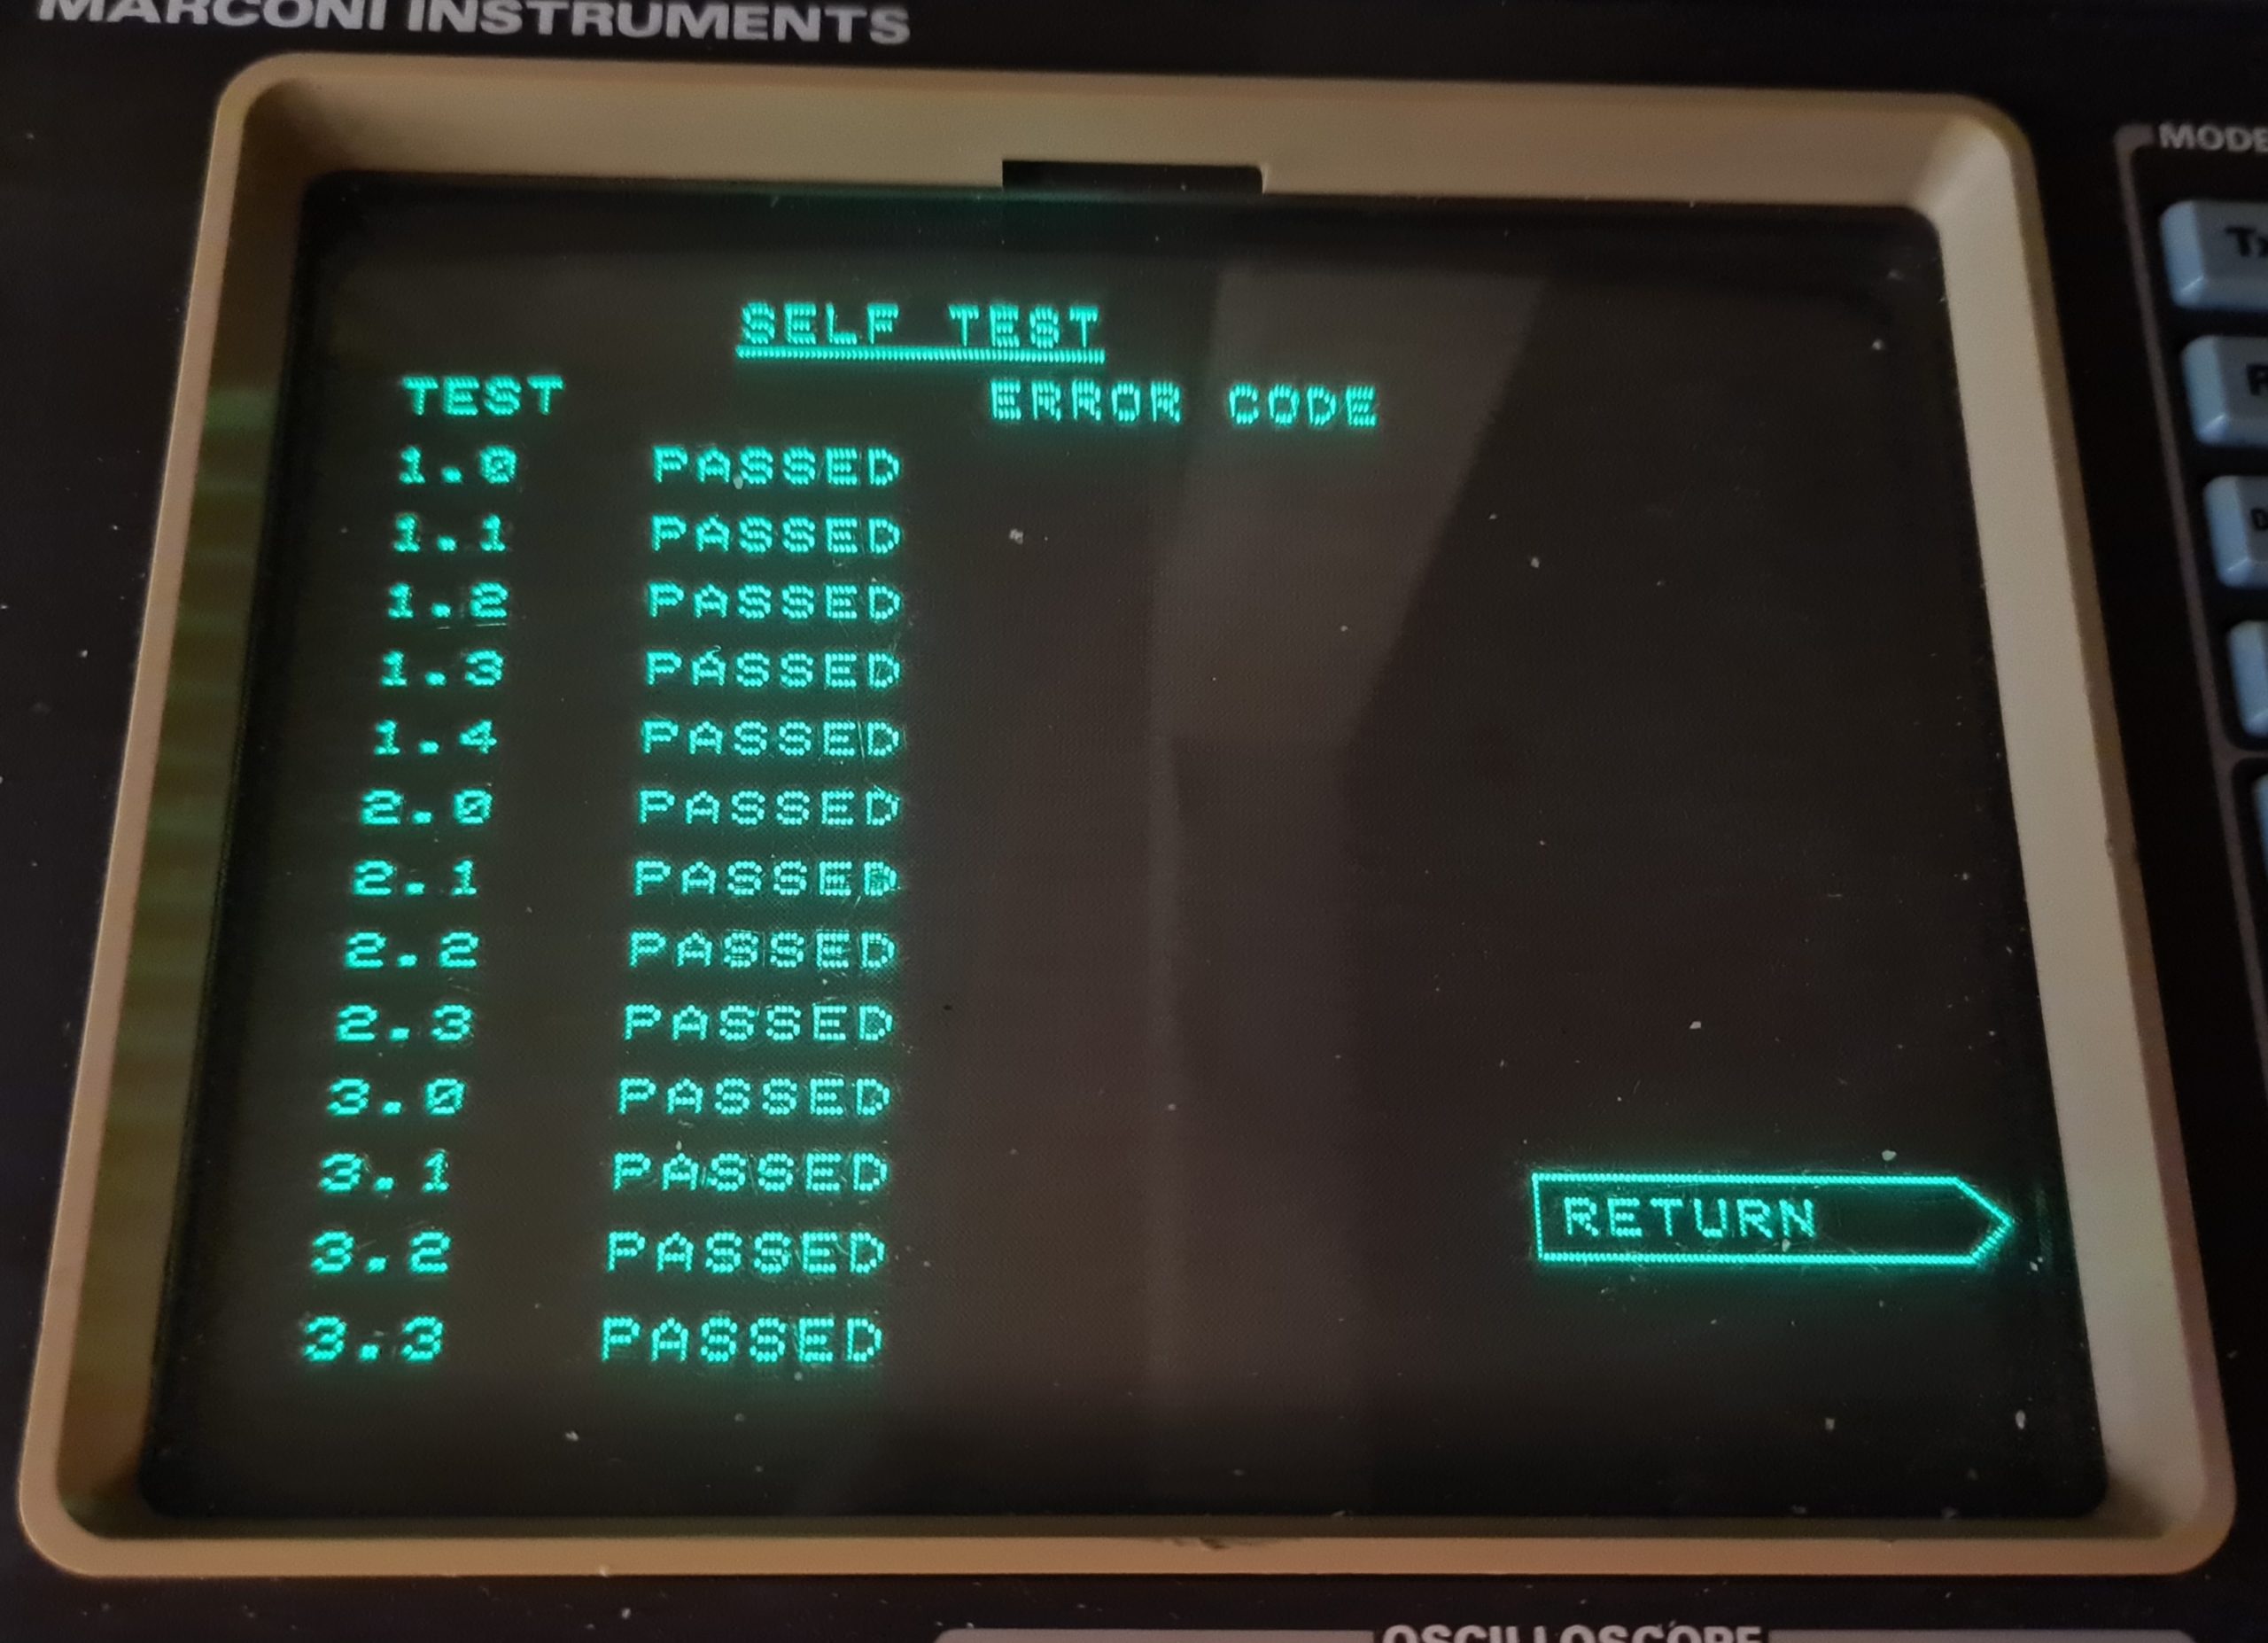 MARCONI INSTRUMENTS
MODE
SELF TEST
TEST ERROR CODE
1.0 PASSED
1.1 PASSED
1.2 PASSED
1.3 PASSED
1.4 PASSED
2.0 PASSED
2.1 PASSED
2.2 PASSED
2.3 PASSED
3.0 PASSED
3.1 PASSED
3.2 PASSED
RETURN
3.3 PASSED
OSCILLOSCOPE